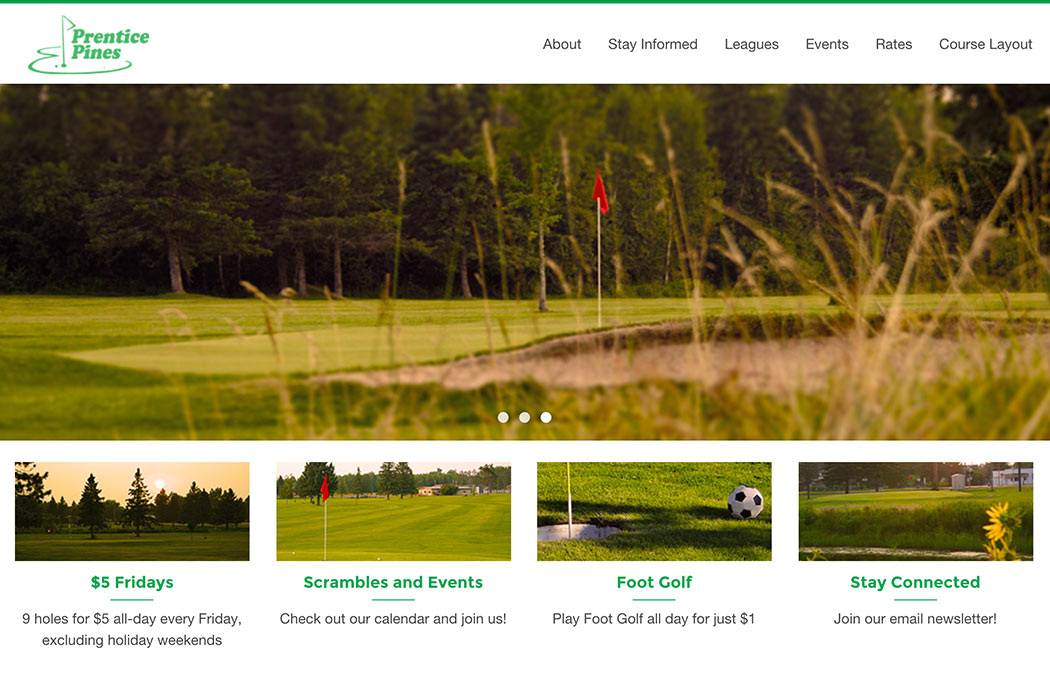 Prentice
Pines
About Stay Informed Leagues Events Rates Course Layout
$5 Fridays
9 holes for $5 all-day every Friday,
excluding holiday weekends
Scrambles and Events
Check out our calendar and join us!
Foot Golf
Play Foot Golf all day for just $1
Stay Connected
Join our email newsletter!